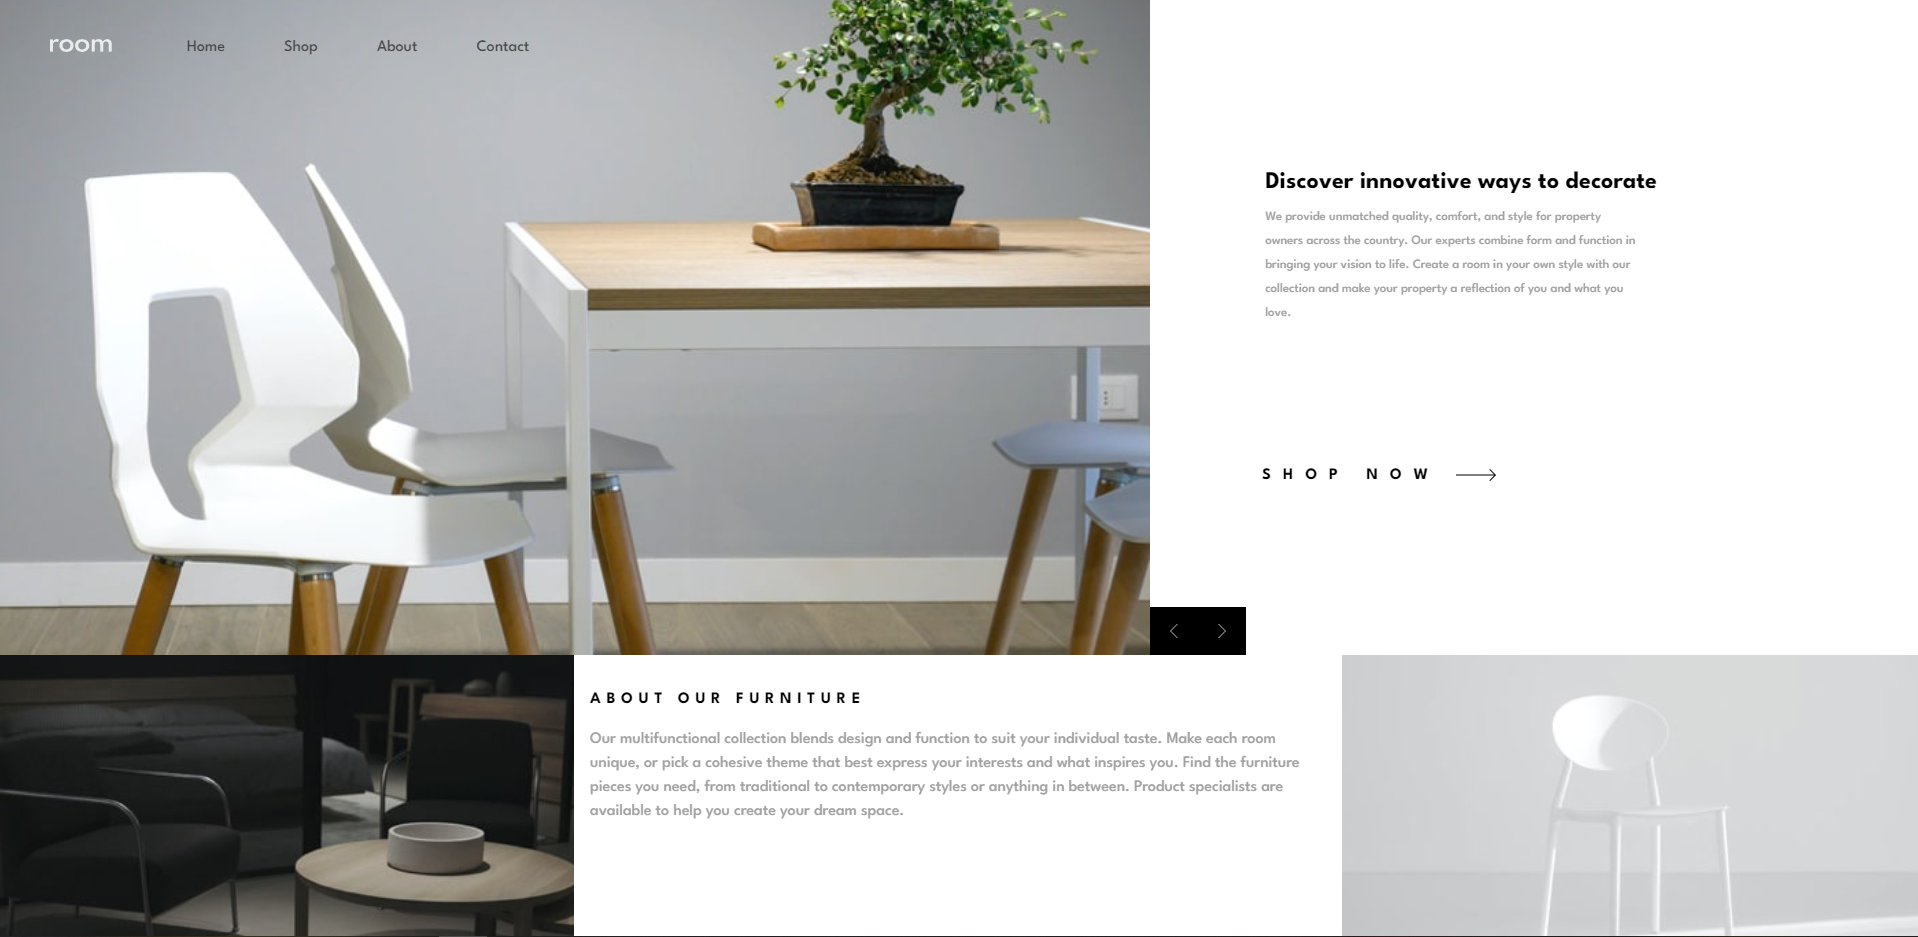 room
Home
Shop
About
Contact
Discover innovative ways to decorate
We provide unmatched quality, comfort, and style for property
owners across the country. Our experts combine form and function in
bringing your vision to life. Create a room in your own style with our
collection and make your property a reflection of you and what you
love.
SHOP NOW
ABOUT OUR FURNITURE
Our multifunctional collection blends design and function to suit your individual taste. Make each room
unique, or pick a cohesive theme that best express your interests and what inspires you. Find the furniture
pieces you need, from traditional to contemporary styles or anything in between. Product specialists are
available to help you create your dream space.